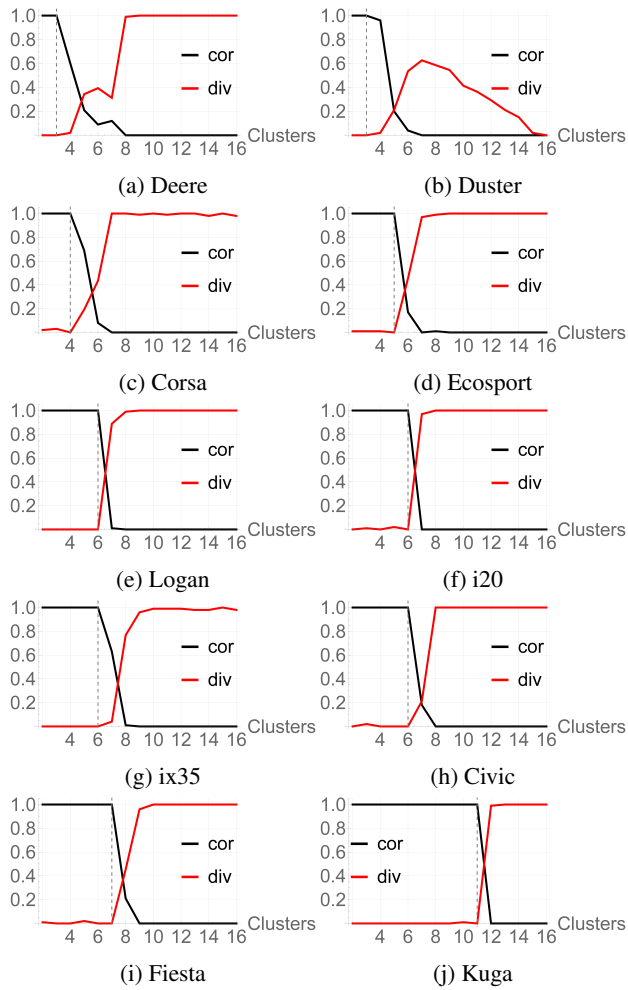 1.0
0.8
0.6
0.4
0.2
cor
div
Clusters
4 6 8 10 12 14 16
(a) Deere
1.0
0.8
0.6
0.4
0.2
cor
div
Clusters
4 6 8 10 12 14 16
(b) Duster
1.0
0.8
0.6
0.4
0.2
cor
div
Clusters
4 6 8 10 12 14 16
(c) Corsa
1.0
0.8
0.6
0.4
0.2
cor
div
Clusters
4 6 8 10 12 14 16
(d) Ecosport
1.0
0.8
0.6
0.4
0.2
cor
div
Clusters
4 6 8 10 12 14 16
(e) Logan
1.0
0.8
0.6
0.4
0.2
cor
div
Clusters
4 6 8 10 12 14 16
(f) i20
1.0
0.8
0.6
0.4
0.2
cor
div
Clusters
4 6 8 10 12 14 16
(g) ix35
1.0
0.8
0.6
0.4
0.2
cor
div
Clusters
4 6 8 10 12 14 16
(h) Civic
1.0
0.8
0.6
0.4
0.2
cor
div
Clusters
4 6 8 10 12 14 16
(i) Fiesta
1.0
0.8
0.6
0.4
0.2
cor
div
Clusters
4 6 8 10 12 14 16
(j) Kuga